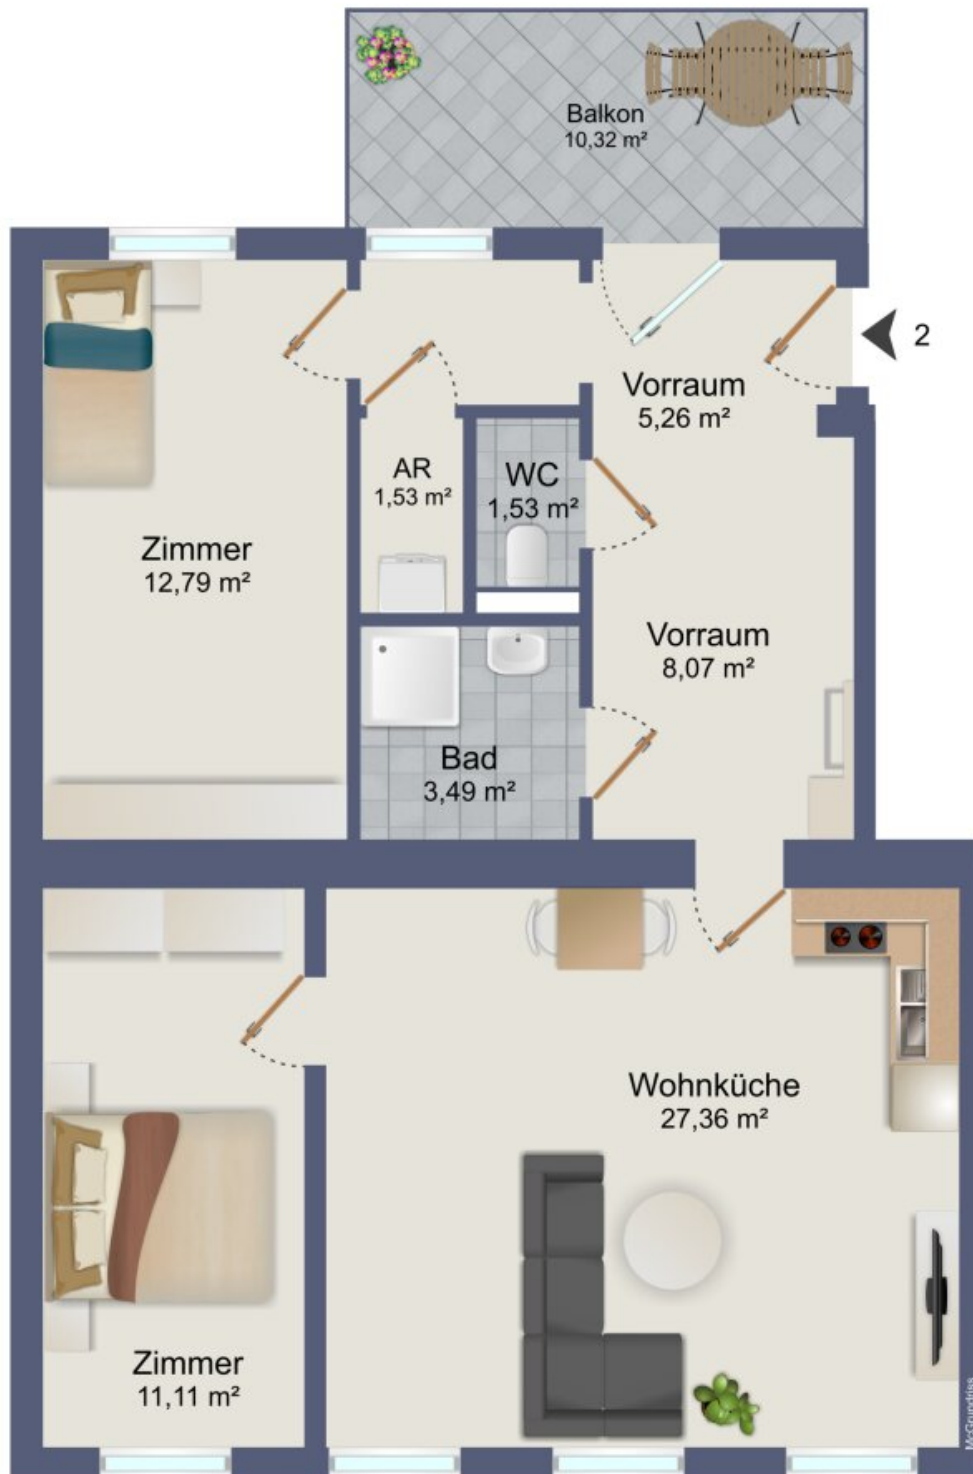 Balkon
10,32 m²
2
Vorraum
5,26 m²
AR
1,53 m²
WC
1,53 m²
Zimmer
12,79 m²
Vorraum
8,07 m²
Bad
3,49 m²
Wohnküche
27,36 m²
Zimmer
11,11 m²
McGrundriss